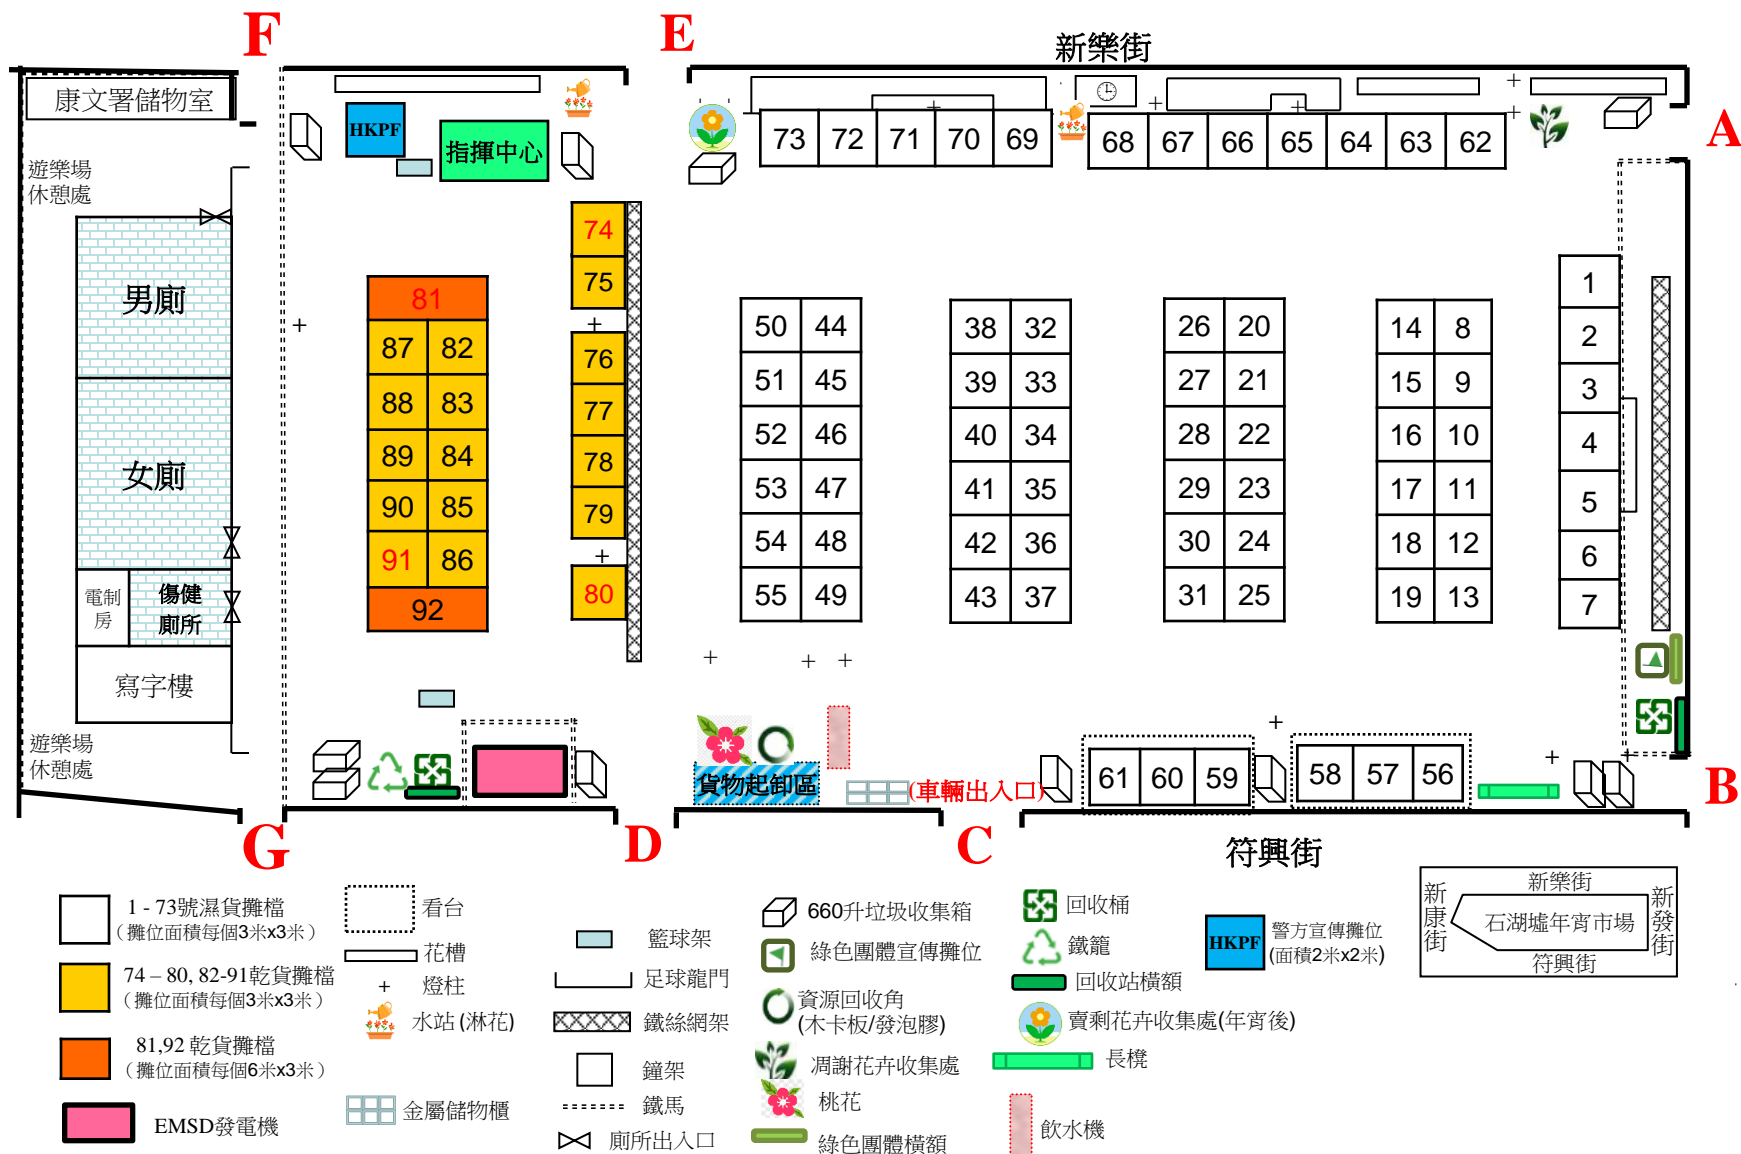 F
E
新樂街
康文署儲物室
HKPF
指揮中心
73 72 71 70 69
68 67 66 65 64 63 62
A
遊樂場
休憩處
74
75
76
77
78
79
80
男廁
女廁
電制
房
傷健
廁所
寫字樓
遊樂場
休憩處
81
87 82
88 83
89 84
90 85
91 86
92
50 44
51 45
52 46
53 47
54 48
55 49
38 32
39 33
40 34
41 35
42 36
43 37
26 20
27 21
28 22
29 23
30 24
31 25
14 8
15 9
16 10
17 11
18 12
19 13
1
2
3
4
5
6
7
貨物起卸區
(車輛出入口)
61 60 59
58 57 56
B
G
D
C
符興街
1 - 73號濕貨攤檔
(攤位面積每個3米x3米)
74 – 80, 82-91乾貨攤檔
(攤位面積每個3米x3米)
81,92 乾貨攤檔
(攤位面積每個6米x3米)
EMSD發電機
看台
花槽
燈柱
水站 (淋花)
金屬儲物櫃
籃球架
足球龍門
鐵絲網架
鐘架
鐵馬
廁所出入口
660升垃圾收集箱
綠色團體宣傳攤位
資源回收角
(木卡板/發泡膠)
凋謝花卉收集處
桃花
綠色團體橫額
回收桶
鐵籠
回收站橫額
賣剩花卉收集處(年宵後)
長櫈
飲水機
HKPF
警方宣傳攤位
(面積2米x2米)
新樂街
新康街
石湖墟年宵市場
新發街
符興街